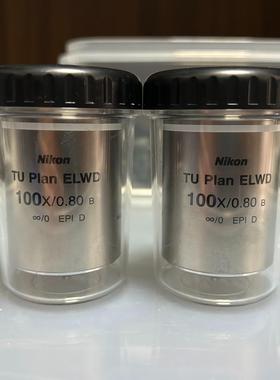 Nikon
TU Plan ELWD
100X/0.80 B
∞/0 EPI D
Nikon
TU Plan ELWD
100X/0.80 B
∞/0 EPI D